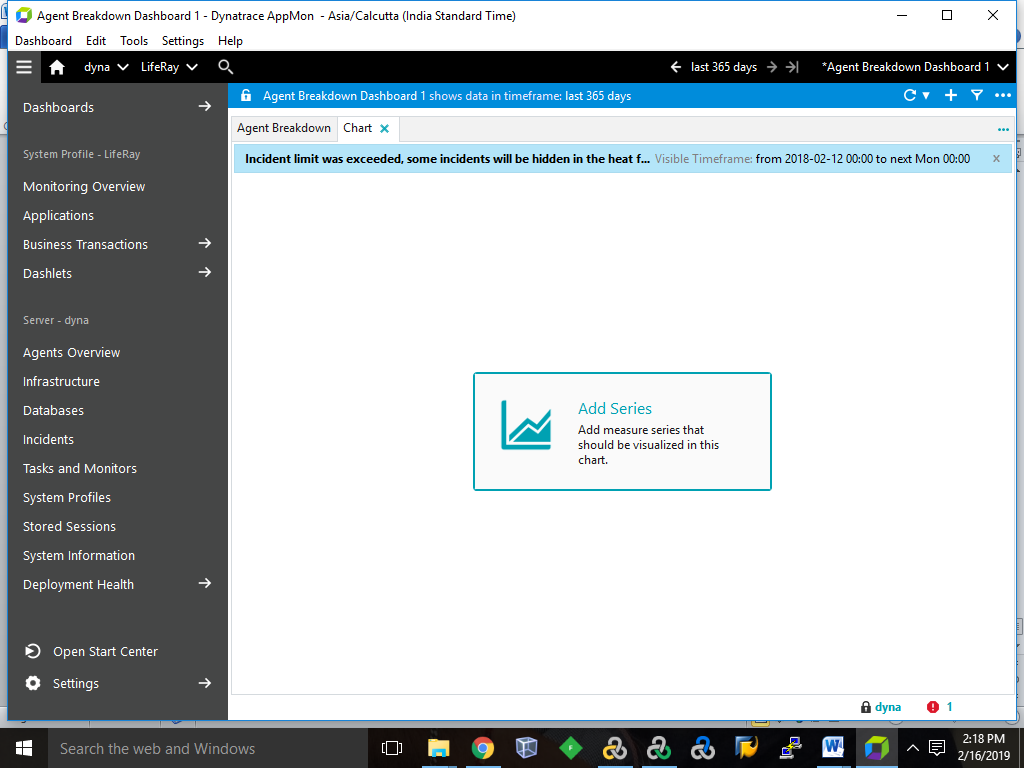 Agent Breakdown Dashboard 1 - Dynatrace AppMon - Asia/Calcutta (India Standard Time)
Dashboard Edit Tools Settings Help
dyna LifeRay last 365 days *Agent Breakdown Dashboard 1
Dashboards
System Profile - LifeRay
Monitoring Overview
Applications
Business Transactions
Dashlets
Server - dyna
Agents Overview
Infrastructure
Databases
Incidents
Tasks and Monitors
System Profiles
Stored Sessions
System Information
Deployment Health
Open Start Center
Settings
Agent Breakdown Dashboard 1 shows data in timeframe: last 365 days
Agent Breakdown Chart
Incident limit was exceeded, some incidents will be hidden in the heat f... Visible Timeframe: from 2018-02-12 00:00 to next Mon 00:00
Add Series
Add measure series that
should be visualized in this
chart.
dyna 1
Search the web and Windows
2:18 PM
2/16/2019